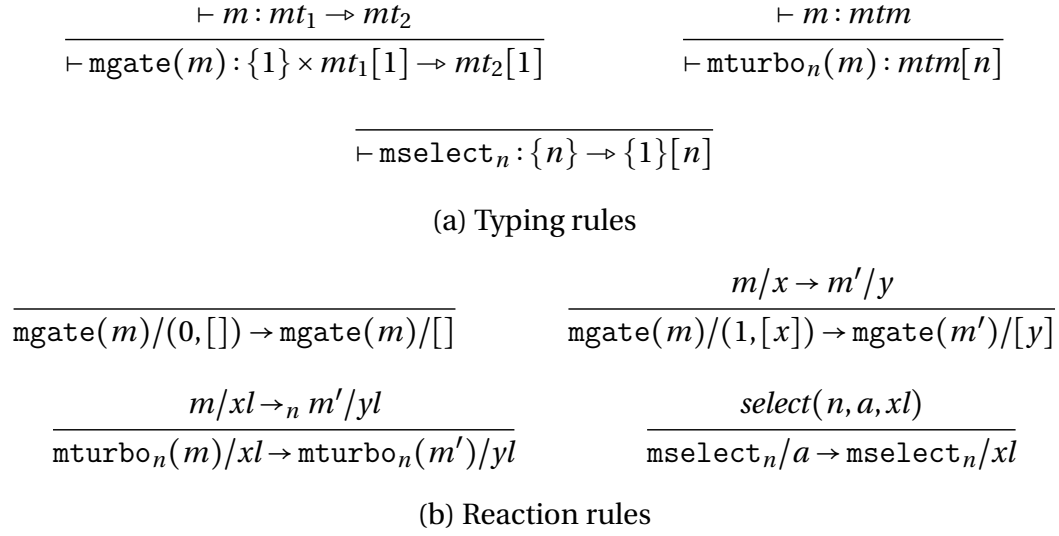 ⊢ m : mt₁ ⇾ mt₂
⊢ mgate(m) : {1} × mt₁[1] ⇾ mt₂[1]
⊢ m : mtm
⊢ mturboₙ(m) : mtm[n]
⊢ mselectₙ : {n} ⇾ {1}[n]
(a) Typing rules
mgate(m)/(0,[]) → mgate(m)/[]
m/x → m′/y
mgate(m)/(1,[x]) → mgate(m′)/[y]
m/xl →ₙ m′/yl
mturboₙ(m)/xl → mturboₙ(m′)/yl
select(n,a,xl)
mselectₙ/a → mselectₙ/xl
(b) Reaction rules